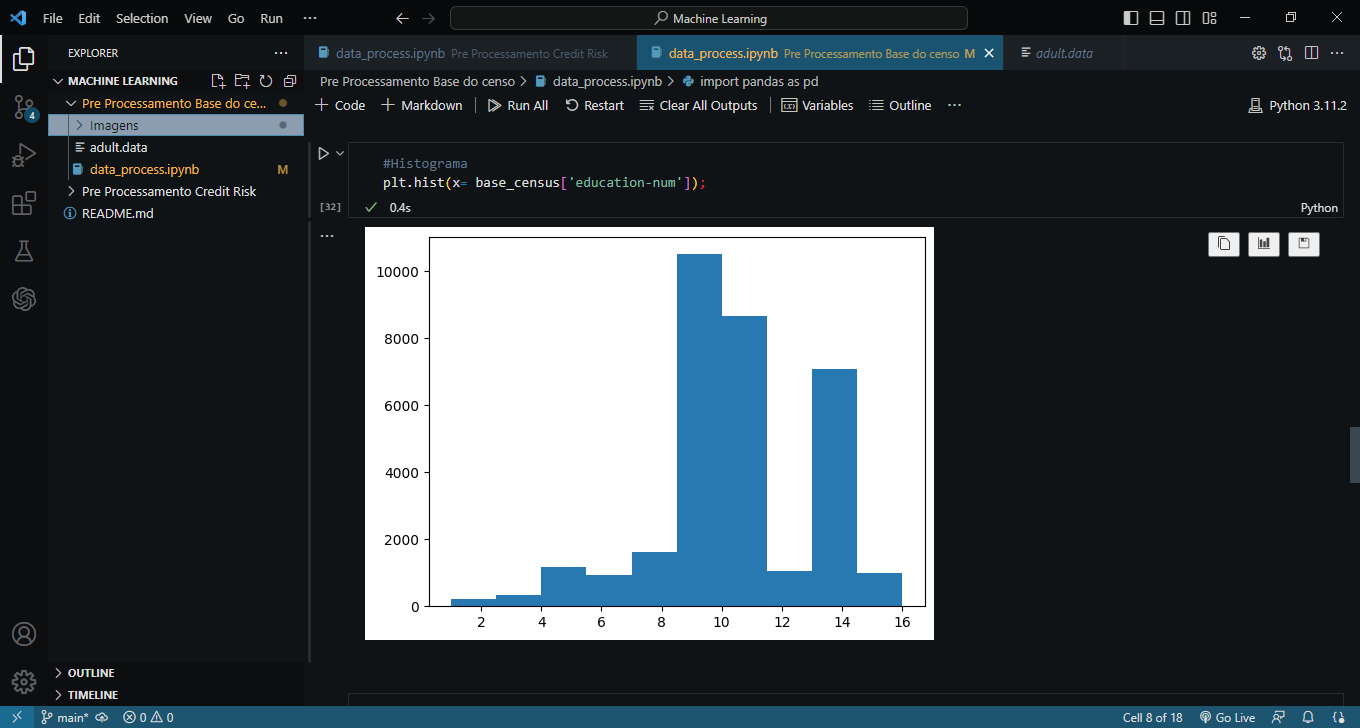 File Edit Selection View Go Run ··· Machine Learning
EXPLORER ···
MACHINE LEARNING
Pre Processamento Base do ce...
Imagens
adult.data
data_process.ipynb M
Pre Processamento Credit Risk
README.md
OUTLINE
TIMELINE
4
data_process.ipynb Pre Processamento Credit Risk data_process.ipynb Pre Processamento Base do censo M adult.data ···
Pre Processamento Base do censo > data_process.ipynb > import pandas as pd
+ Code + Markdown Run All Restart Clear All Outputs Variables Outline ··· Python 3.11.2
#Histograma
plt.hist(x= base_census['education-num']);
[32] 0.4s Python
···
10000
8000
6000
4000
2000
0
2 4 6 8 10 12 14 16
main* 0 0 Cell 8 of 18 Go Live